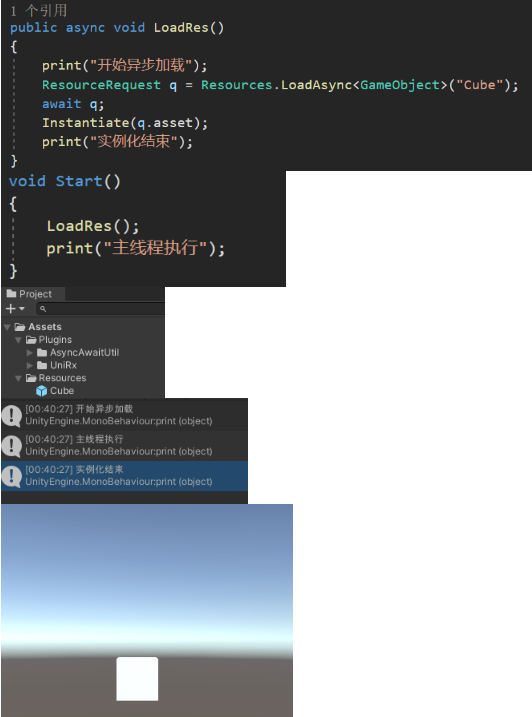 1 个引用
public async void LoadRes()
{
print("开始异步加载");
ResourceRequest q = Resources.LoadAsync<GameObject>("Cube");
await q;
Instantiate(q.asset);
print("实例化结束");
}
void Start()
{
LoadRes();
print("主线程执行");
}
Project
Assets
Plugins
AsyncAwaitUtil
UniRx
Resources
Cube
[00:40:27] 开始异步加载
UnityEngine.MonoBehaviour:print (object)
[00:40:27] 主线程执行
UnityEngine.MonoBehaviour:print (object)
[00:40:27] 实例化结束
UnityEngine.MonoBehaviour:print (object)